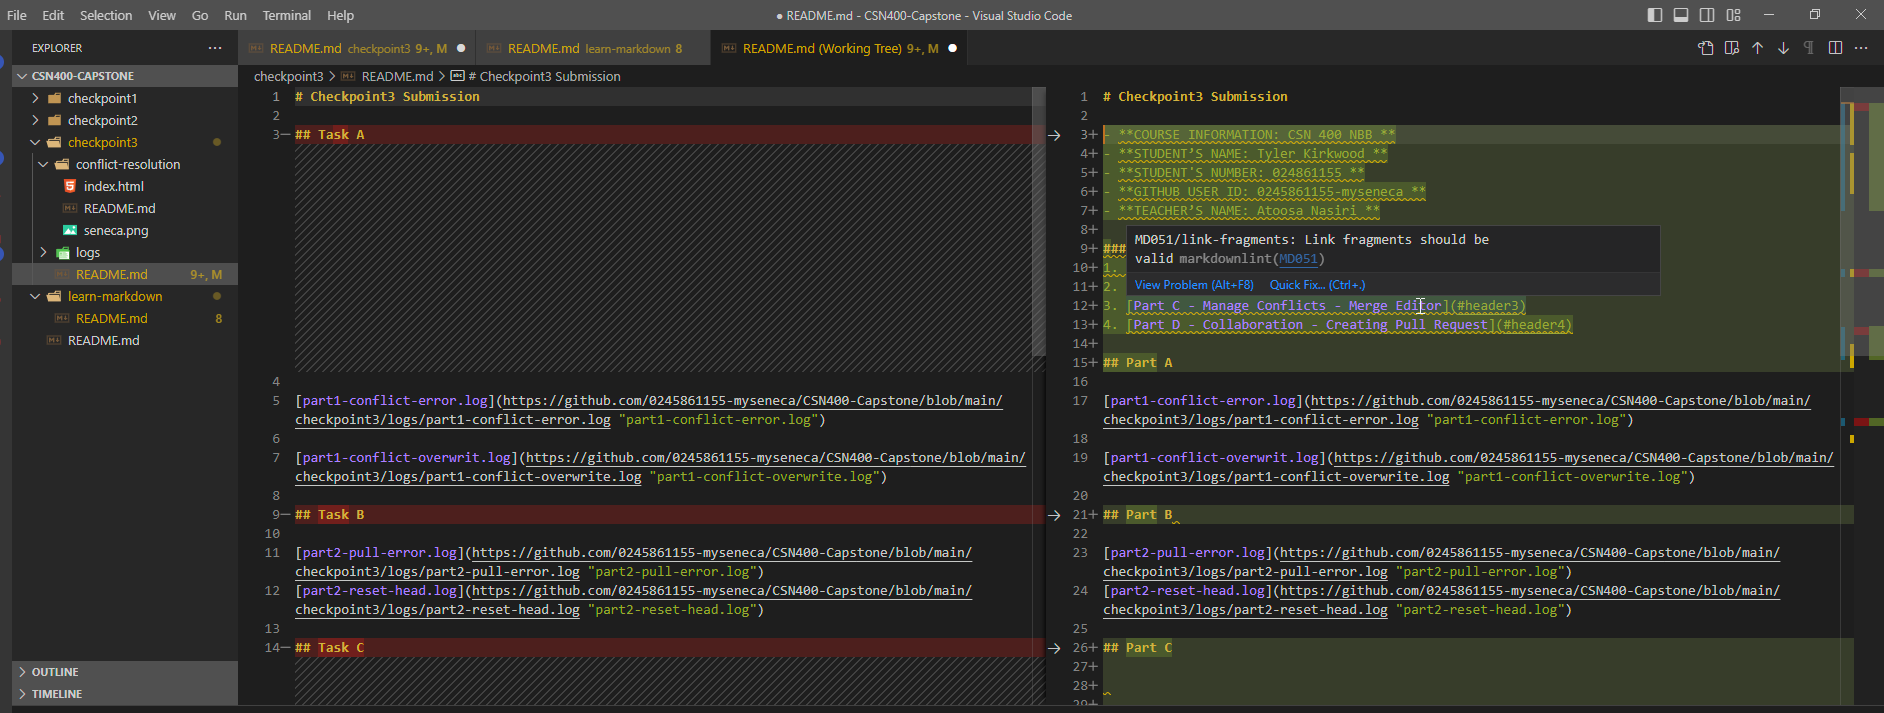 File Edit Selection View Go Run Terminal Help
● README.md - CSN400-Capstone - Visual Studio Code
EXPLORER
CSN400-CAPSTONE
checkpoint1
checkpoint2
checkpoint3
conflict-resolution
index.html
README.md
seneca.png
logs
README.md 9+, M
learn-markdown
README.md 8
README.md
OUTLINE
TIMELINE
README.md checkpoint3 9+, M
README.md learn-markdown 8
README.md (Working Tree) 9+, M
checkpoint3 > README.md > # Checkpoint3 Submission
1 # Checkpoint3 Submission
2
3− ## Task A
4
5 [part1-conflict-error.log](https://github.com/0245861155-myseneca/CSN400-Capstone/blob/main/
checkpoint3/logs/part1-conflict-error.log "part1-conflict-error.log")
6
7 [part1-conflict-overwrit.log](https://github.com/0245861155-myseneca/CSN400-Capstone/blob/main/
checkpoint3/logs/part1-conflict-overwrite.log "part1-conflict-overwrite.log")
8
9− ## Task B
10
11 [part2-pull-error.log](https://github.com/0245861155-myseneca/CSN400-Capstone/blob/main/
checkpoint3/logs/part2-pull-error.log "part2-pull-error.log")
12 [part2-reset-head.log](https://github.com/0245861155-myseneca/CSN400-Capstone/blob/main/
checkpoint3/logs/part2-reset-head.log "part2-reset-head.log")
13
14− ## Task C
1 # Checkpoint3 Submission
2
3+ - **COURSE INFORMATION: CSN 400 NBB **
4+ - **STUDENT'S NAME: Tyler Kirkwood **
5+ - **STUDENT'S NUMBER: 024861155 **
6+ - **GITHUB USER ID: 0245861155-myseneca **
7+ - **TEACHER'S NAME: Atoosa Nasiri **
8+
9+ ###
10+ 1.
11+ 2.
MD051/link-fragments: Link fragments should be
valid markdownlint(MD051)
View Problem (Alt+F8) Quick Fix... (Ctrl+.)
12+ 3. [Part C - Manage Conflicts - Merge Editor](#header3)
13+ 4. [Part D - Collaboration - Creating Pull Request](#header4)
14+
15+ ## Part A
16
17 [part1-conflict-error.log](https://github.com/0245861155-myseneca/CSN400-Capstone/blob/main/
checkpoint3/logs/part1-conflict-error.log "part1-conflict-error.log")
18
19 [part1-conflict-overwrit.log](https://github.com/0245861155-myseneca/CSN400-Capstone/blob/main/
checkpoint3/logs/part1-conflict-overwrite.log "part1-conflict-overwrite.log")
20
21+ ## Part B
22
23 [part2-pull-error.log](https://github.com/0245861155-myseneca/CSN400-Capstone/blob/main/
checkpoint3/logs/part2-pull-error.log "part2-pull-error.log")
24 [part2-reset-head.log](https://github.com/0245861155-myseneca/CSN400-Capstone/blob/main/
checkpoint3/logs/part2-reset-head.log "part2-reset-head.log")
25
26+ ## Part C
27+
28+
29+